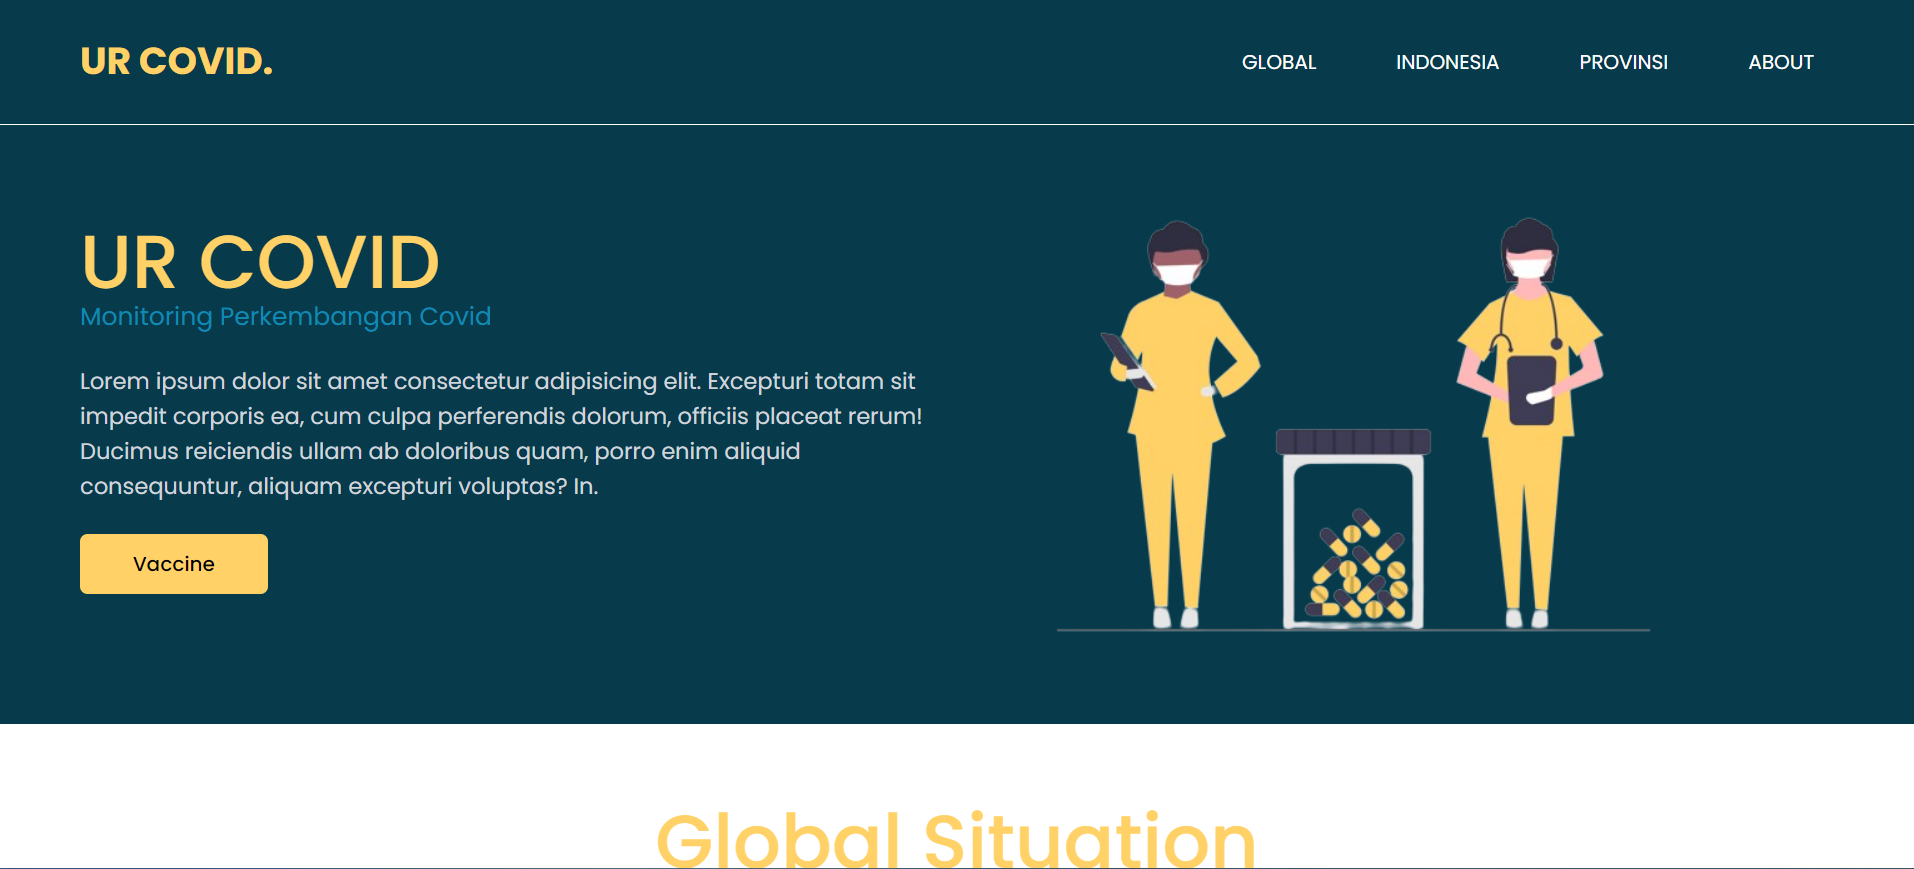 UR COVID.
GLOBAL INDONESIA PROVINSI ABOUT
UR COVID
Monitoring Perkembangan Covid
Lorem ipsum dolor sit amet consectetur adipisicing elit. Excepturi totam sit
impedit corporis ea, cum culpa perferendis dolorum, officiis placeat rerum!
Ducimus reiciendis ullam ab doloribus quam, porro enim aliquid
consequuntur, aliquam excepturi voluptas? In.
Vaccine
Global Situation